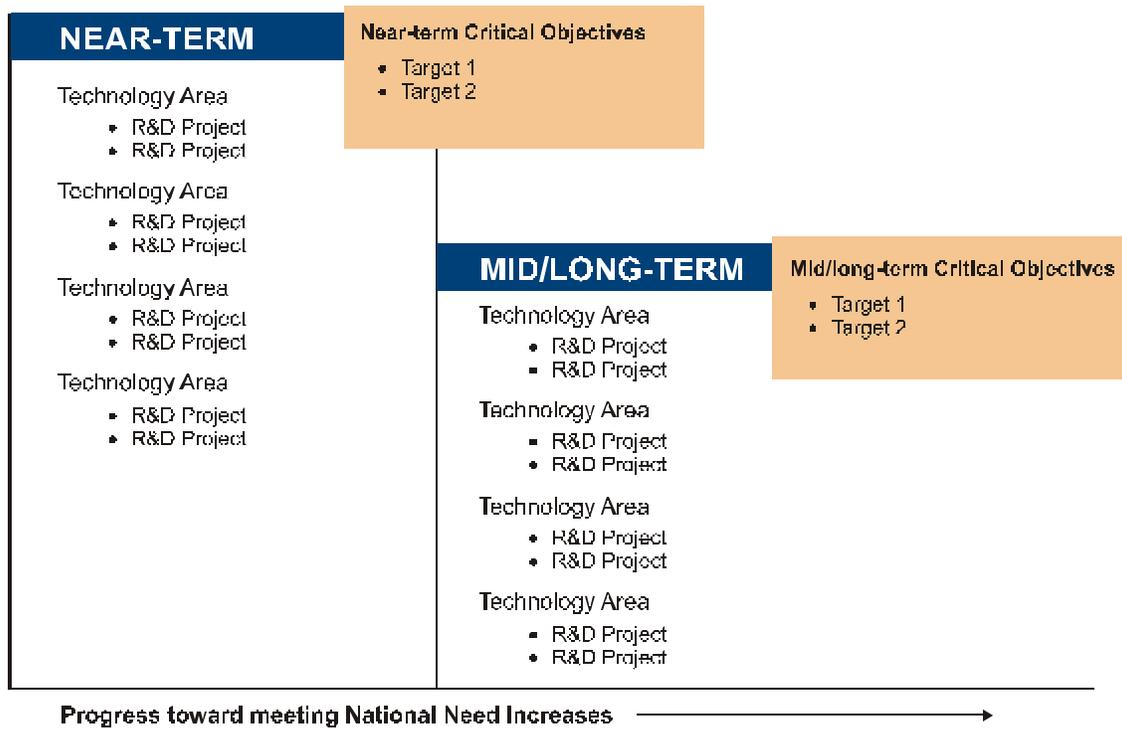 NEAR-TERM
Near-term Critical Objectives
• Target 1
• Target 2
Technology Area
• R&D Project
• R&D Project
Technology Area
• R&D Project
• R&D Project
Technology Area
• R&D Project
• R&D Project
Technology Area
• R&D Project
• R&D Project
MID/LONG-TERM
Mid/long-term Critical Objectives
• Target 1
• Target 2
Technology Area
• R&D Project
• R&D Project
Technology Area
• R&D Project
• R&D Project
Technology Area
• R&D Project
• R&D Project
Technology Area
• R&D Project
• R&D Project
Progress toward meeting National Need Increases